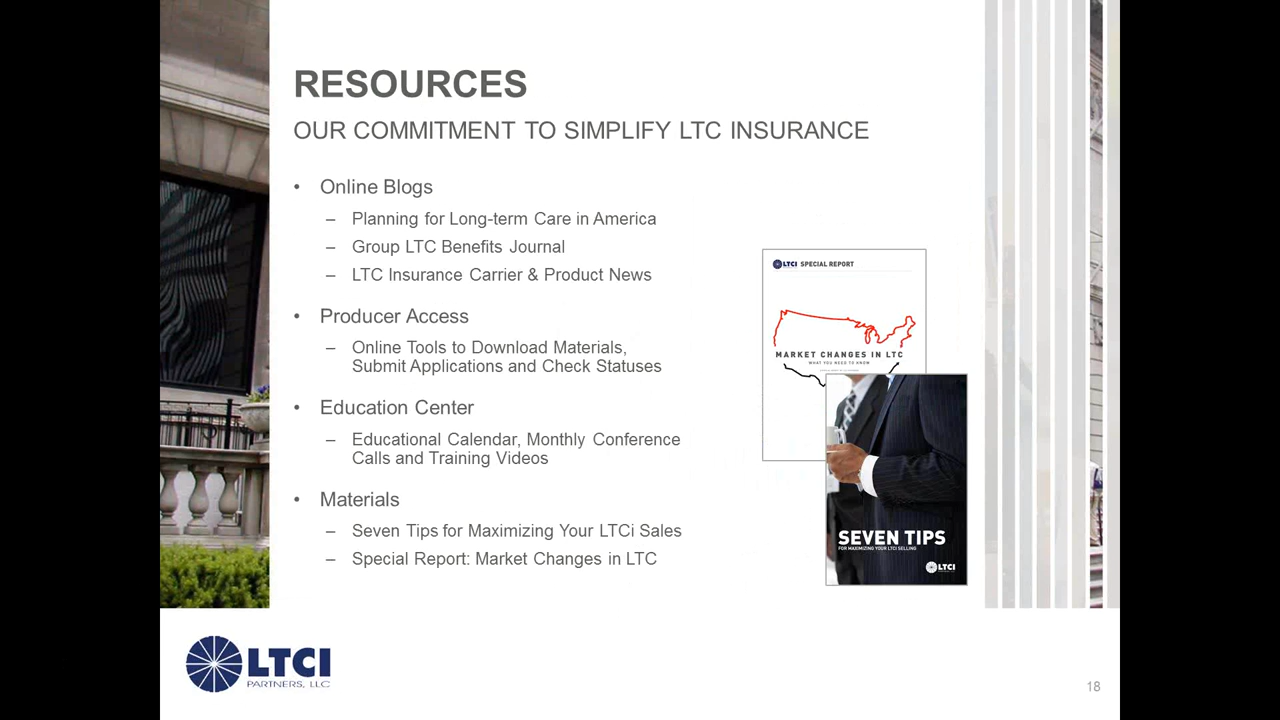 RESOURCES
OUR COMMITMENT TO SIMPLIFY LTC INSURANCE
• Online Blogs
– Planning for Long-term Care in America
– Group LTC Benefits Journal
– LTC Insurance Carrier & Product News
• Producer Access
– Online Tools to Download Materials,
Submit Applications and Check Statuses
• Education Center
– Educational Calendar, Monthly Conference
Calls and Training Videos
• Materials
– Seven Tips for Maximizing Your LTCi Sales
– Special Report: Market Changes in LTC
LTCI SPECIAL REPORT
MARKET CHANGES IN LTC
WHAT YOU NEED TO KNOW
SEVEN TIPS
FOR MAXIMIZING YOUR LTCI SELLING
LTCI
LTCI
PARTNERS, LLC
18